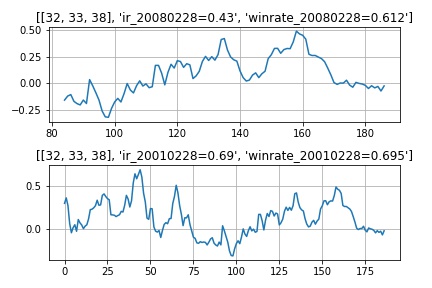 [[32, 33, 38], 'ir_20080228=0.43', 'winrate_20080228=0.612']
0.50
0.25
0.00
−0.25
80 100 120 140 160 180
[[32, 33, 38], 'ir_20010228=0.69', 'winrate_20010228=0.695']
0.5
0.0
0 25 50 75 100 125 150 175